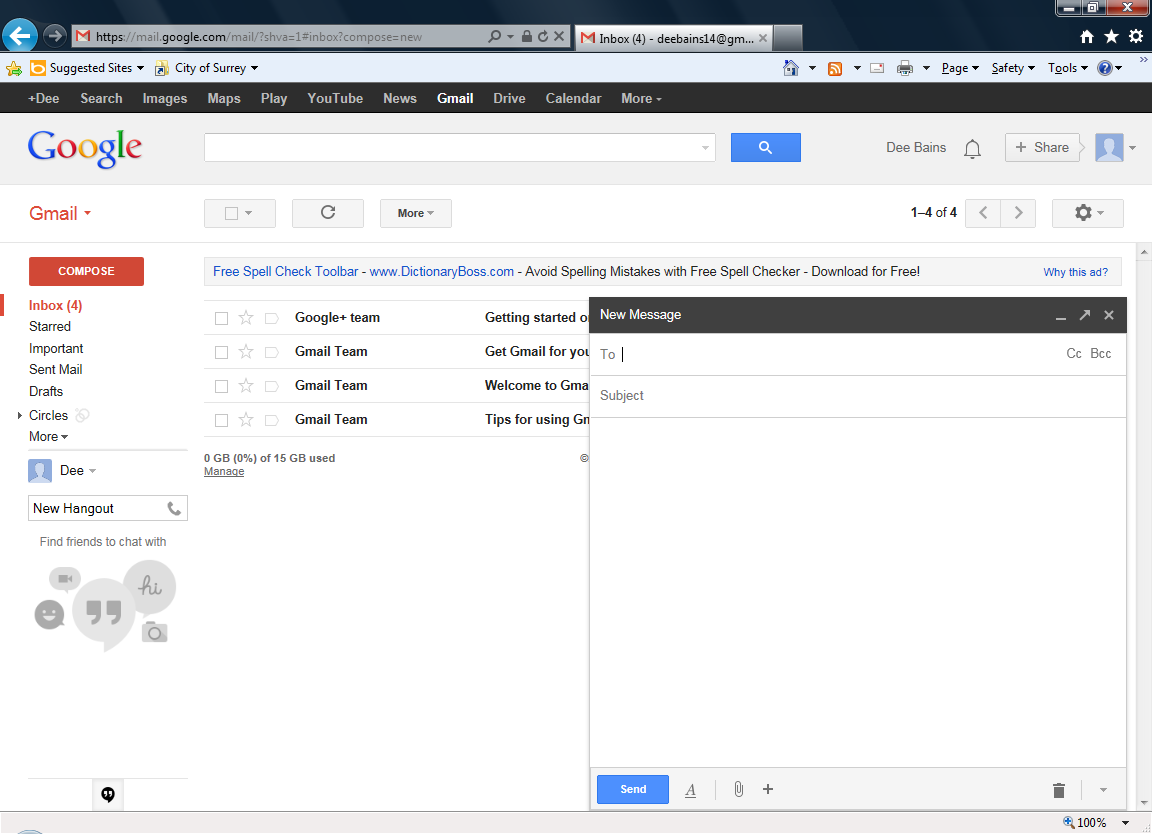 https://mail.google.com/mail/?shva=1#inbox?compose=new
Inbox (4) - deebains14@gm...
Suggested Sites
City of Surrey
Page
Safety
Tools
+Dee Search Images Maps Play YouTube News Gmail Drive Calendar More
Google
Dee Bains
+ Share
Gmail
More
1–4 of 4
COMPOSE
Free Spell Check Toolbar - www.DictionaryBoss.com - Avoid Spelling Mistakes with Free Spell Checker - Download for Free!
Why this ad?
Inbox (4)
Starred
Important
Sent Mail
Drafts
Circles
More
Dee
New Hangout
Find friends to chat with
hi
Google+ team Getting started o
Gmail Team Get Gmail for you
Gmail Team Welcome to Gma
Gmail Team Tips for using Gm
0 GB (0%) of 15 GB used
©
Manage
New Message
To
Cc Bcc
Subject
Send
A
100%